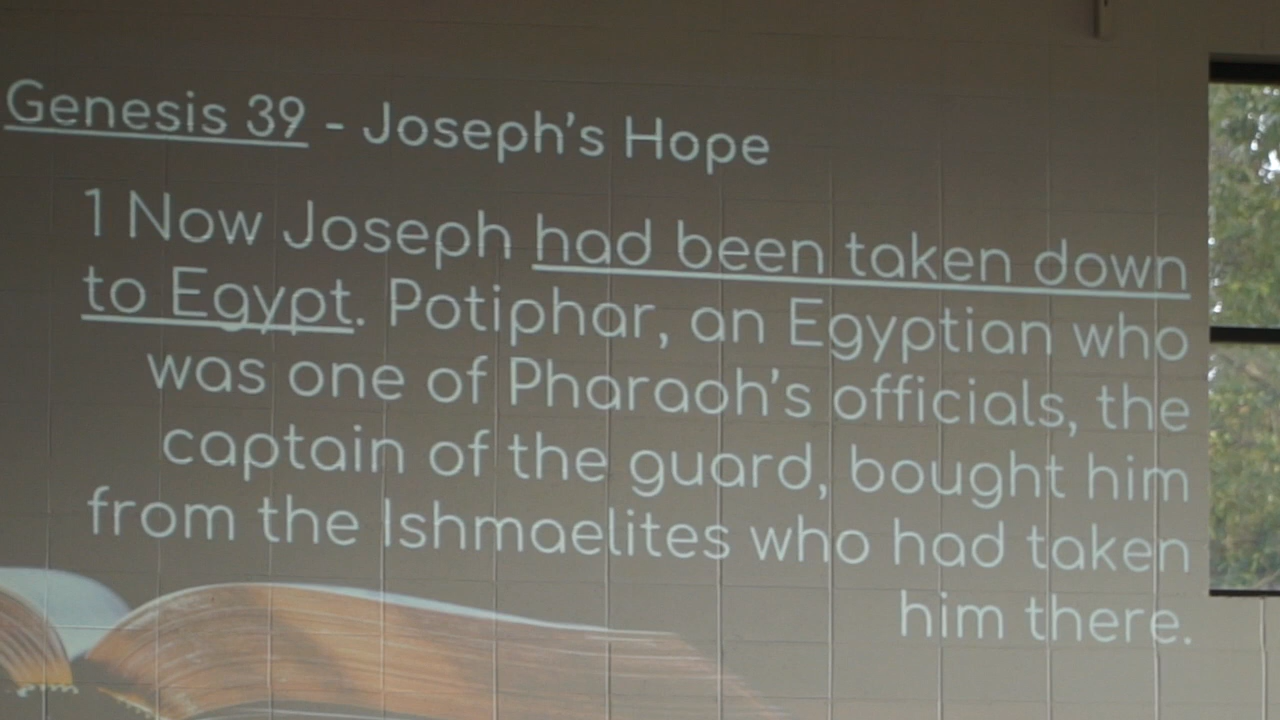 Genesis 39 - Joseph's Hope
1 Now Joseph had been taken down
to Egypt. Potiphar, an Egyptian who
was one of Pharaoh's officials, the
captain of the guard, bought him
from the Ishmaelites who had taken
him there.